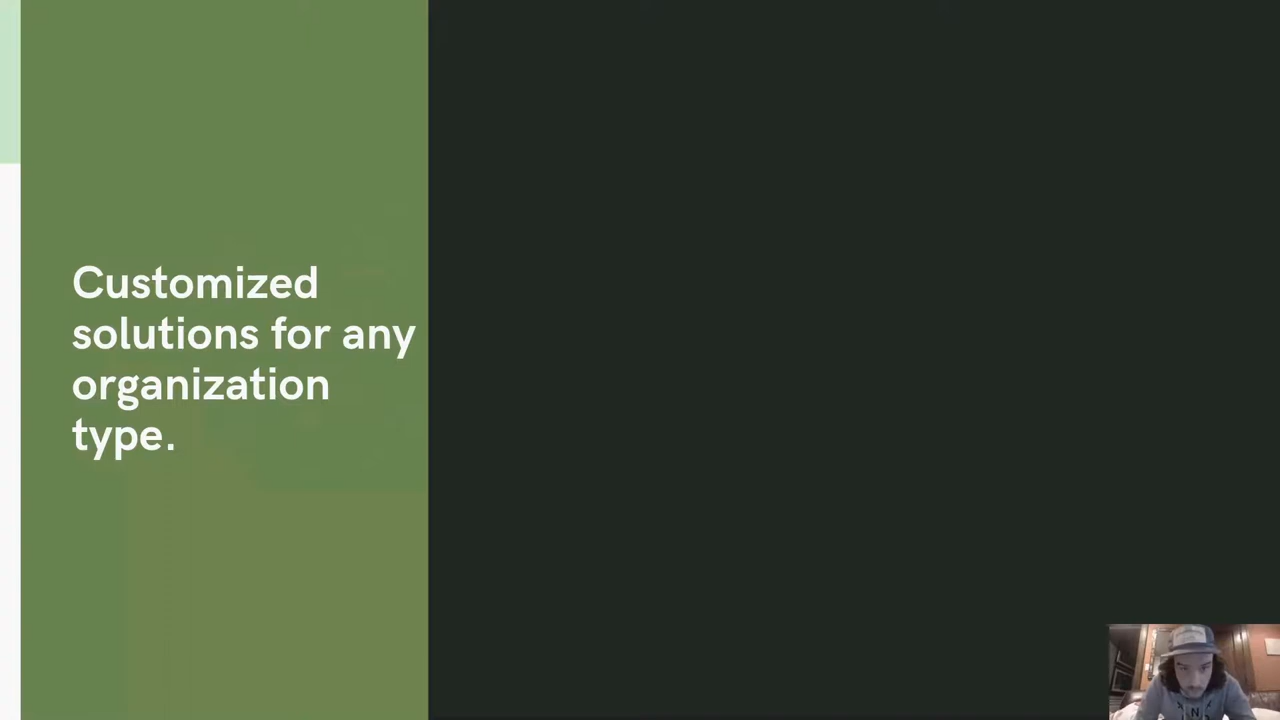 Customized
solutions for any
organization
type.